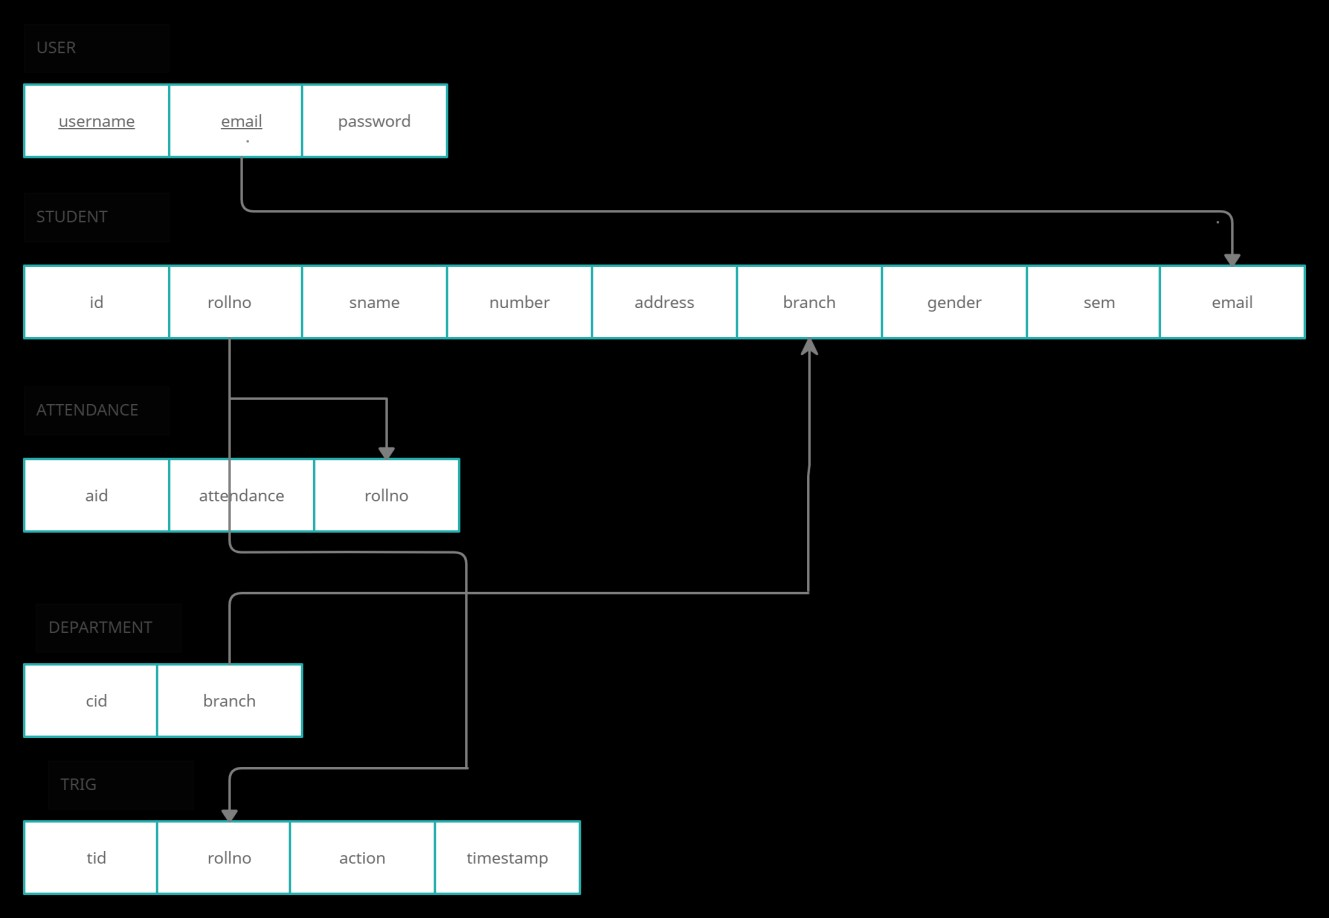 USER
username email password
STUDENT
id rollno sname number address branch gender sem email
ATTENDANCE
aid attendance rollno
DEPARTMENT
cid branch
TRIG
tid rollno action timestamp